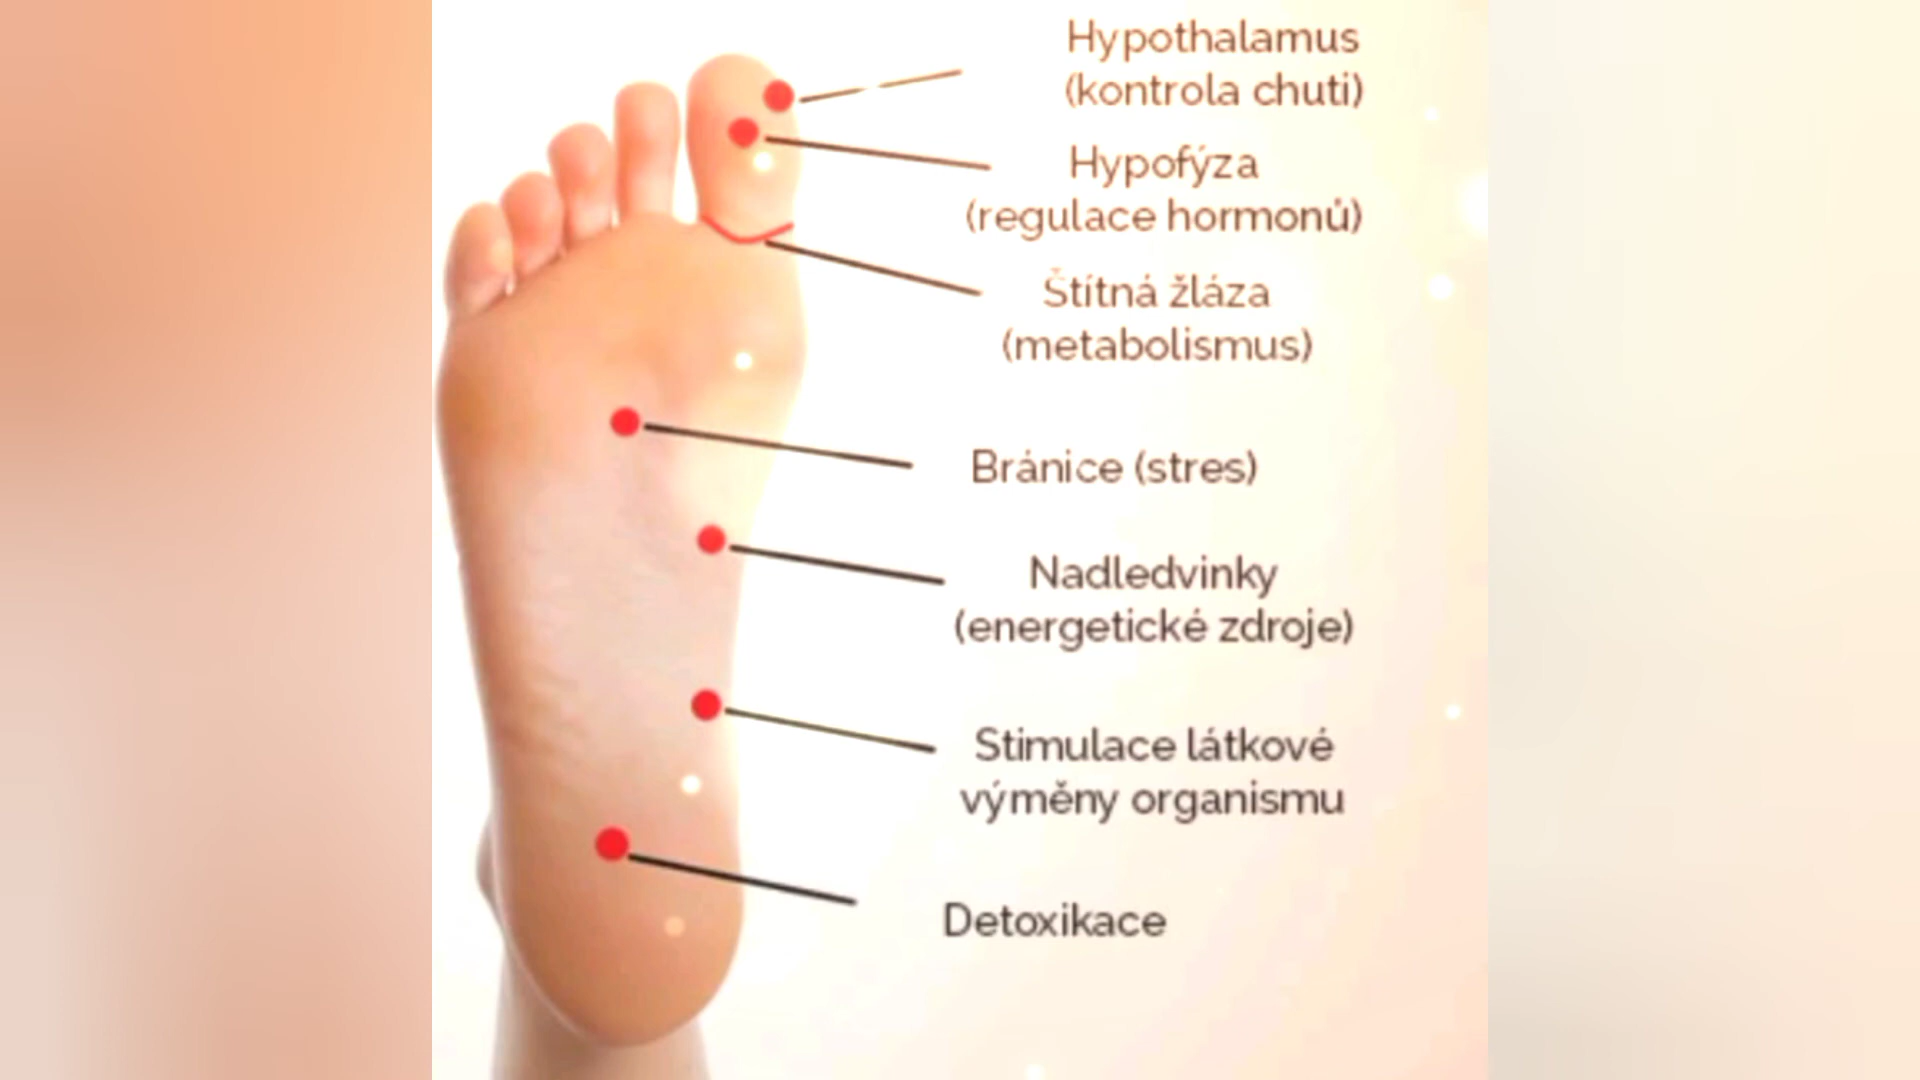 Hypothalamus
(kontrola chuti)
Hypofýza
(regulace hormonů)
Štítná žláza
(metabolismus)
Bránice (stres)
Nadledvinky
(energetické zdroje)
Stimulace látkové
výměny organismu
Detoxikace